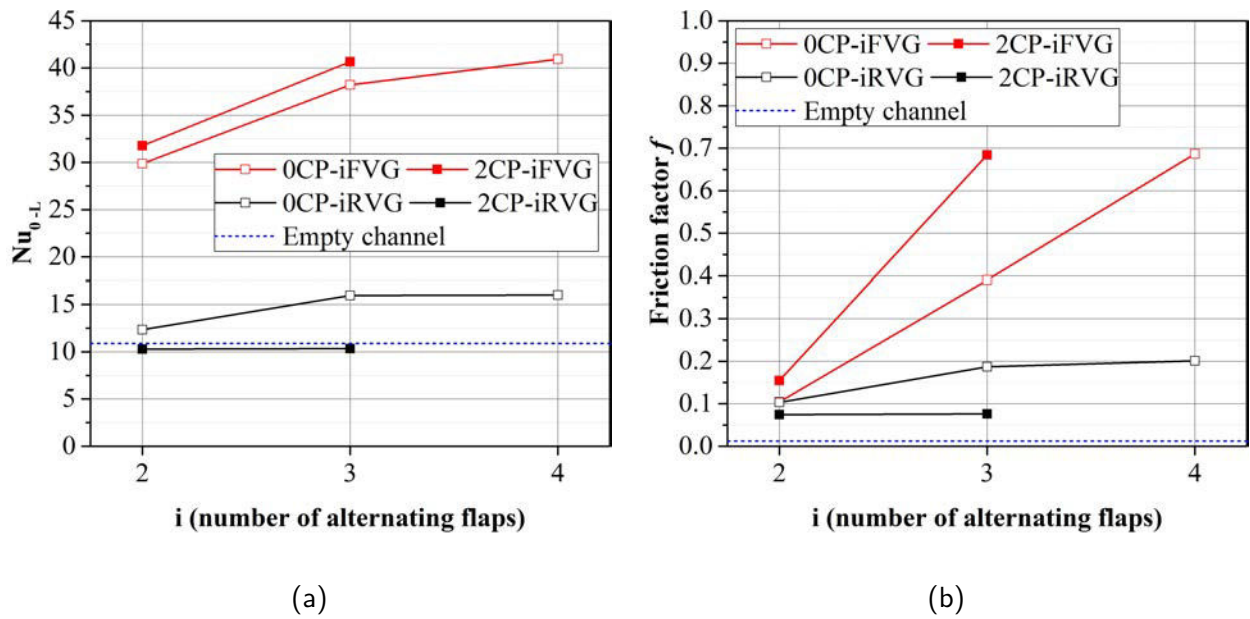 45
40
35
30
25
20
15
10
5
0
Nu0-L
0CP-iFVG 2CP-iFVG
0CP-iRVG 2CP-iRVG
Empty channel
2 3 4
i (number of alternating flaps)
(a)
1.0
0.9
0.8
0.7
0.6
0.5
0.4
0.3
0.2
0.1
0.0
Friction factor f
0CP-iFVG 2CP-iFVG
0CP-iRVG 2CP-iRVG
Empty channel
2 3 4
i (number of alternating flaps)
(b)